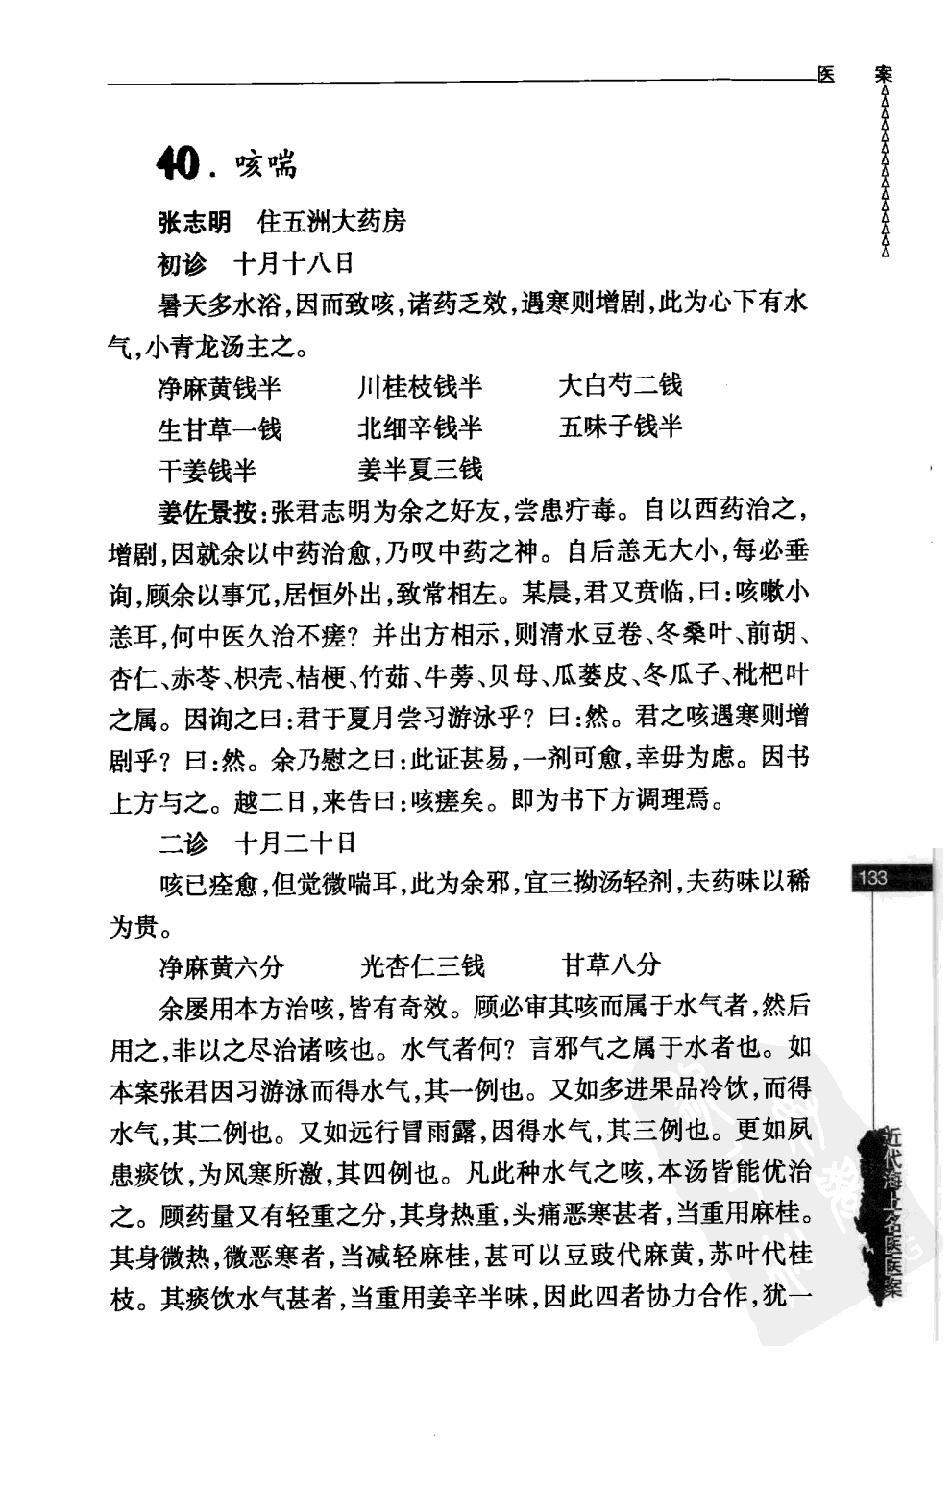 医 案
40. 咳喘
张志明 住五洲大药房
初诊 十月十八日
暑天多水浴,因而致咳,诸药乏效,遇寒则增剧,此为心下有水
气,小青龙汤主之。
净麻黄钱半 川桂枝钱半 大白芍二钱
生甘草一钱 北细辛钱半 五味子钱半
干姜钱半 姜半夏三钱
姜佐景按:张君志明为余之好友,尝患疔毒。自以西药治之,
增剧,因就余以中药治愈,乃叹中药之神。自后恙无大小,每必垂
询,顾余以事冗,居恒外出,致常相左。某晨,君又贲临,曰:咳嗽小
恙耳,何中医久治不瘥?并出方相示,则清水豆卷、冬桑叶、前胡、
杏仁、赤苓、枳壳、桔梗、竹茹、牛蒡、贝母、瓜蒌皮、冬瓜子、枇杷叶
之属。因询之曰:君于夏月尝习游泳乎?曰:然。君之咳遇寒则增
剧乎?曰:然。余乃慰之曰:此证甚易,一剂可愈,幸毋为虑。因书
上方与之。越二日,来告曰:咳瘥矣。即为书下方调理焉。
二诊 十月二十日
咳已痊愈,但觉微喘耳,此为余邪,宜三拗汤轻剂,夫药味以稀
为贵。
净麻黄六分 光杏仁三钱 甘草八分
余屡用本方治咳,皆有奇效。顾必审其咳而属于水气者,然后
用之,非以之尽治诸咳也。水气者何?言邪气之属于水者也。如
本案张君因习游泳而得水气,其一例也。又如多进果品冷饮,而得
水气,其二例也。又如远行冒雨露,因得水气,其三例也。更如夙
患痰饮,为风寒所激,其四例也。凡此种水气之咳,本汤皆能优治
之。顾药量又有轻重之分,其身热重,头痛恶寒甚者,当重用麻桂。
其身微热,微恶寒者,当减轻麻桂,甚可以豆豉代麻黄,苏叶代桂
枝。其痰饮水气甚者,当重用姜辛半味,因此四者协力合作,犹一
133
近代海上名医医案